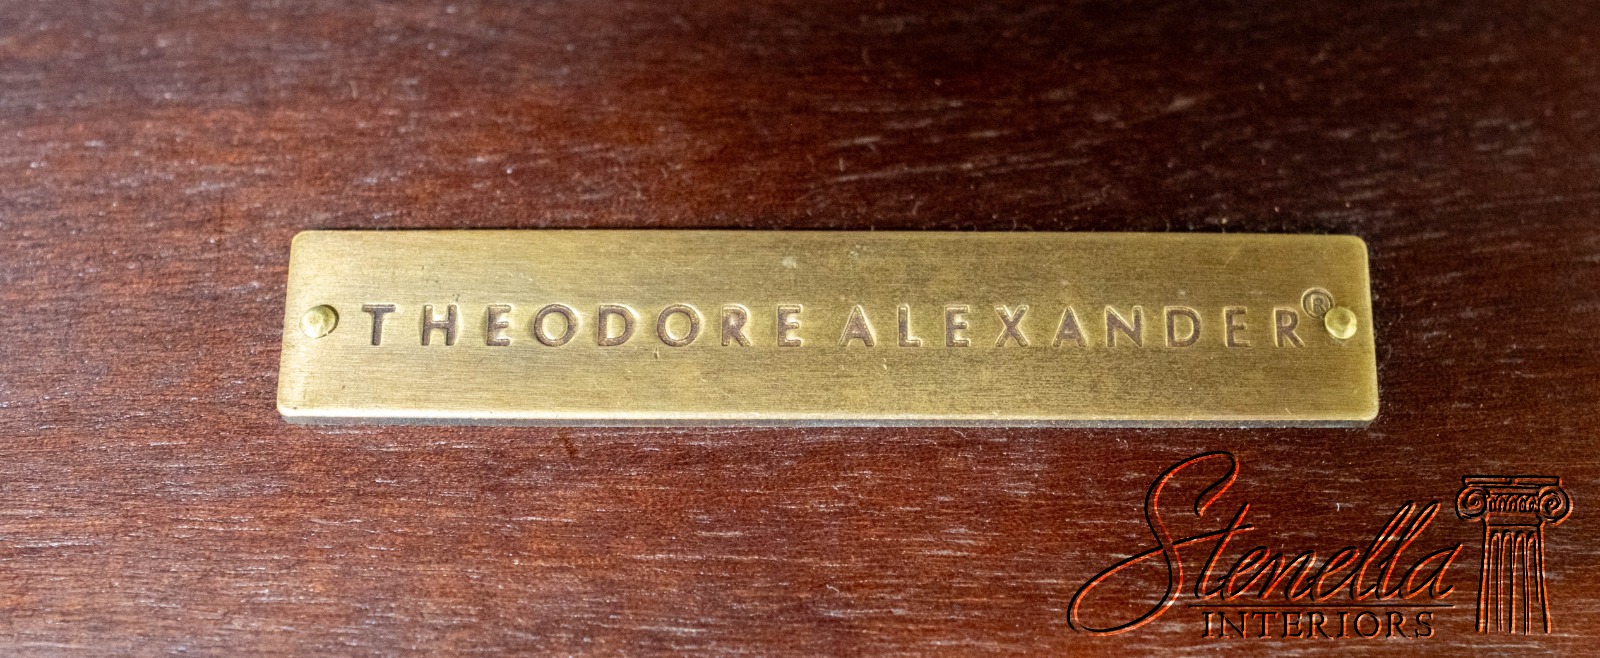 THEODORE ALEXANDER®
Stenella
INTERIORS